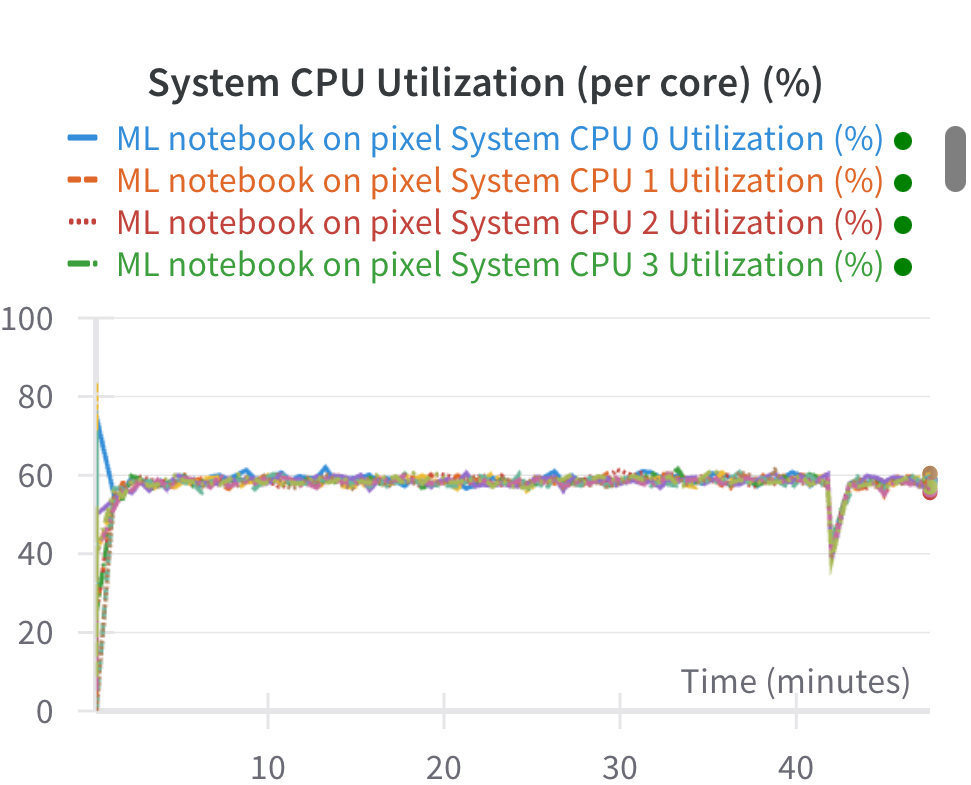 System CPU Utilization (per core) (%)
ML notebook on pixel System CPU 0 Utilization (%)
ML notebook on pixel System CPU 1 Utilization (%)
ML notebook on pixel System CPU 2 Utilization (%)
ML notebook on pixel System CPU 3 Utilization (%)
100
80
60
40
20
0
Time (minutes)
10 20 30 40